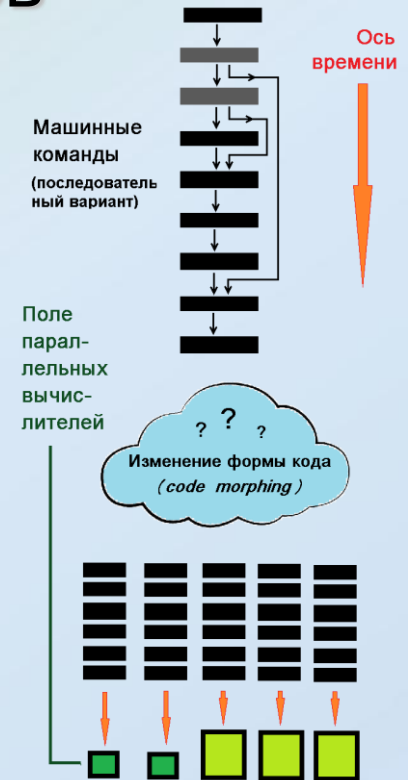 Ось
времени
Машинные
команды
(последователь
ный вариант)
Поле
парал-
лельных
вычис-
лителей
? ? ?
Изменение формы кода
(code morphing)